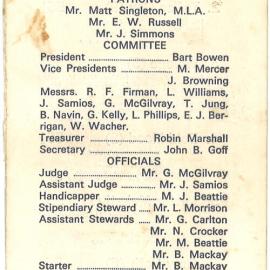 PATRONS
Mr. Matt Singleton, M.L.A.
Mr. E. W. Russell
Mr. J. Simmons
COMMITTEE
President .................... Bart Bowen
Vice Presidents ............ M. Mercer
J. Browning
Messrs. R. F. Firman, L. Williams,
J. Samios, G. McGilvray, T. Jung,
B. Navin, G. Kelly, L. Phillips, E. J. Ber-
rigan, W. Wacher.
Treasurer ................ Robin Marshall
Secretary .................... John B. Goff
OFFICIALS
Judge ................ Mr. G. McGilvray
Assistant Judge ........ Mr. J. Samios
Handicapper ............ M. J. Beattie
Stipendiary Steward .... Mr. L. Morrison
Assistant Stewards ..... Mr. G. Carlton
Mr. N. Crocker
Mr. M. Beattie
Mr. B. Mackay
Starter .................... Mr. B. Mackay